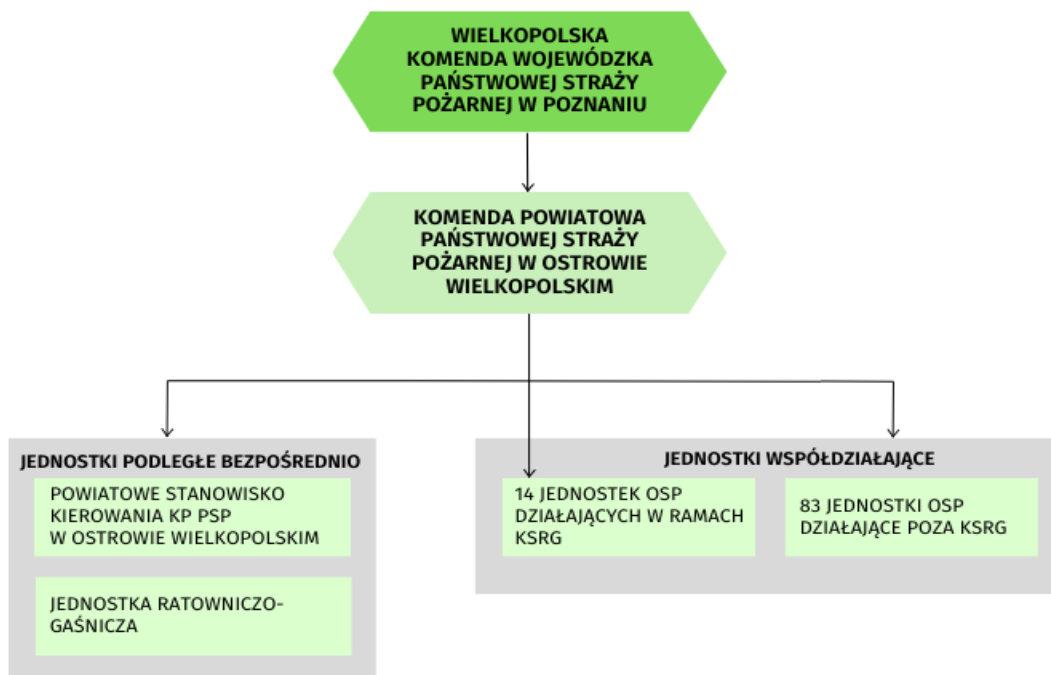 WIELKOPOLSKA
KOMENDA WOJEWÓDZKA
PAŃSTWOWEJ STRAŻY
POŻARNEJ W POZNANIU
KOMENDA POWIATOWA
PAŃSTWOWEJ STRAŻY
POŻARNEJ W OSTROWIE
WIELKOPOLSKIM
JEDNOSTKI PODLEGŁE BEZPOŚREDNIO
POWIATOWE STANOWISKO
KIEROWANIA KP PSP
W OSTROWIE WIELKOPOLSKIM
JEDNOSTKA RATOWNICZO-
GAŚNICZA
JEDNOSTKI WSPÓŁDZIAŁAJĄCE
14 JEDNOSTEK OSP
DZIAŁAJĄCYCH W RAMACH
KSRG
83 JEDNOSTKI OSP
DZIAŁAJĄCE POZA KSRG